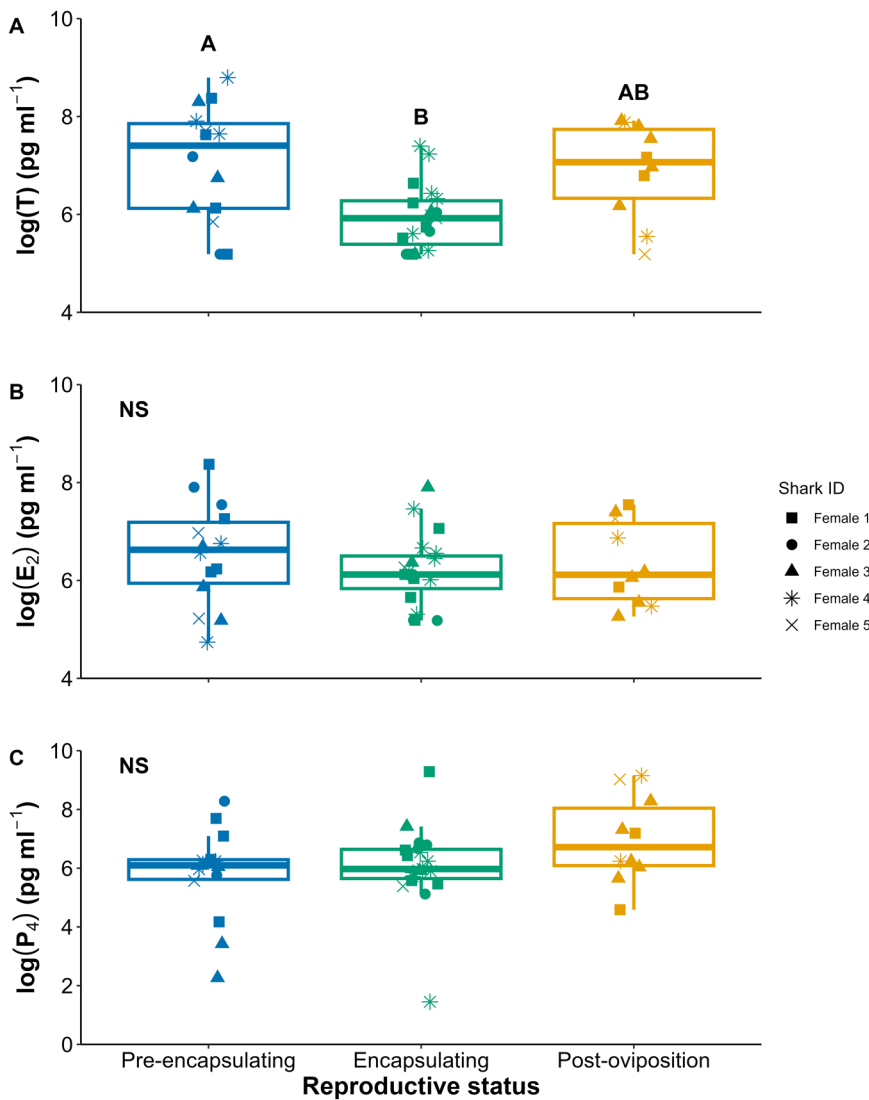 A
10
8
6
4
log(T) (pg ml⁻¹)
A
B
AB
B
10
8
6
4
log(E₂) (pg ml⁻¹)
NS
Shark ID
Female 1
Female 2
Female 3
Female 4
Female 5
C
10
8
6
4
2
0
log(P₄) (pg ml⁻¹)
NS
Pre-encapsulating Encapsulating Post-oviposition
Reproductive status